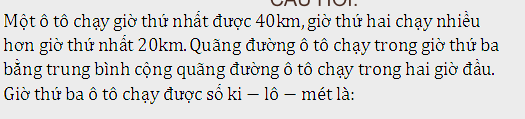 CÂU HỎI:
Một ô tô chạy giờ thứ nhất được 40km, giờ thứ hai chạy nhiều
hơn giờ thứ nhất 20km. Quãng đường ô tô chạy trong giờ thứ ba
bằng trung bình cộng quãng đường ô tô chạy trong hai giờ đầu.
Giờ thứ ba ô tô chạy được số ki – lô – mét là: